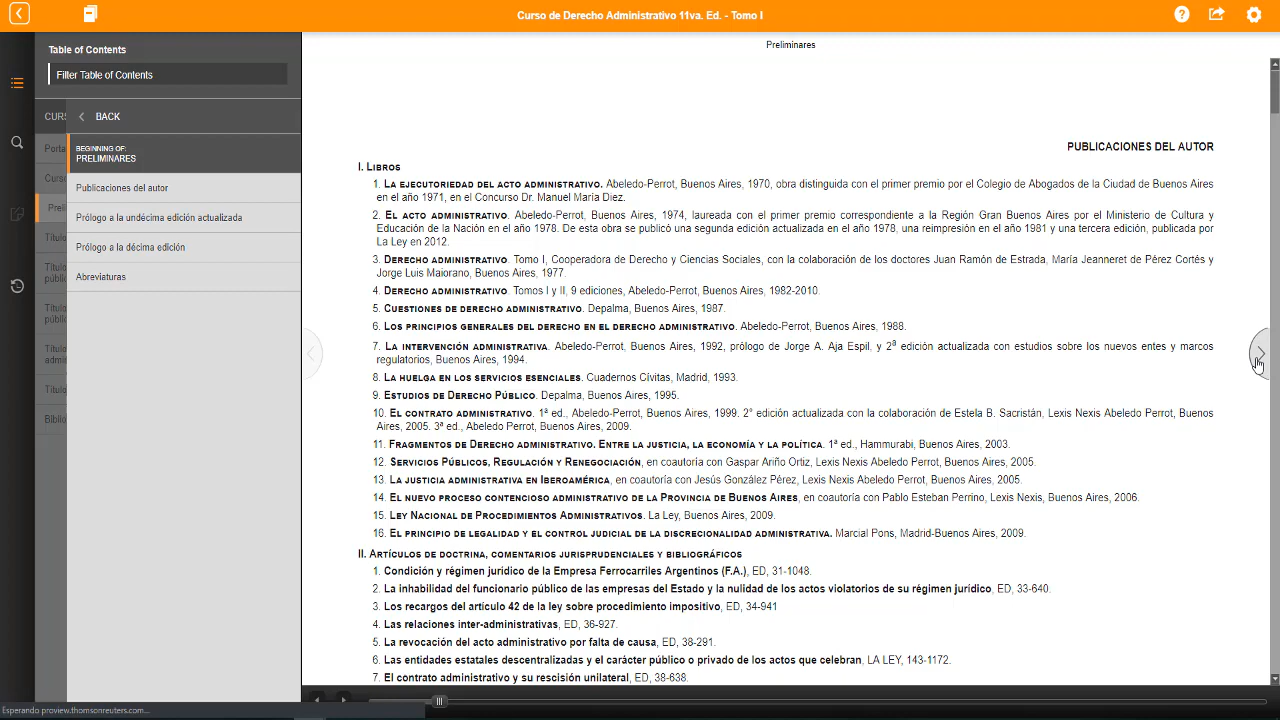 Curso de Derecho Administrativo 11va. Ed. - Tomo I
Table of Contents
Filter Table of Contents
CURS
BACK
Porta
Curso
Preli
Título
Título
públic
Título
públic
Título
admi
Título
Biblio
BEGINNING OF:
PRELIMINARES
Publicaciones del autor
Prólogo a la undécima edición actualizada
Prólogo a la décima edición
Abreviaturas
Preliminares
PUBLICACIONES DEL AUTOR
I. LIBROS
1. LA EJECUTORIEDAD DEL ACTO ADMINISTRATIVO. Abeledo-Perrot, Buenos Aires, 1970, obra distinguida con el primer premio por el Colegio de Abogados de la Ciudad de Buenos Aires
en el año 1971, en el Concurso Dr. Manuel María Diez.
2. EL ACTO ADMINISTRATIVO. Abeledo-Perrot, Buenos Aires, 1974, laureada con el primer premio correspondiente a la Región Gran Buenos Aires por el Ministerio de Cultura y
Educación de la Nación en el año 1978. De esta obra se publicó una segunda edición actualizada en el año 1978, una reimpresión en el año 1981 y una tercera edición, publicada por
La Ley en 2012.
3. DERECHO ADMINISTRATIVO. Tomo I, Cooperadora de Derecho y Ciencias Sociales, con la colaboración de los doctores Juan Ramón de Estrada, María Jeanneret de Pérez Cortés y
Jorge Luis Maiorano, Buenos Aires, 1977.
4. DERECHO ADMINISTRATIVO. Tomos I y II, 9 ediciones, Abeledo-Perrot, Buenos Aires, 1982-2010.
5. CUESTIONES DE DERECHO ADMINISTRATIVO. Depalma, Buenos Aires, 1987.
6. LOS PRINCIPIOS GENERALES DEL DERECHO EN EL DERECHO ADMINISTRATIVO. Abeledo-Perrot, Buenos Aires, 1988.
7. LA INTERVENCIÓN ADMINISTRATIVA. Abeledo-Perrot, Buenos Aires, 1992, prólogo de Jorge A. Aja Espil, y 2ª edición actualizada con estudios sobre los nuevos entes y marcos
regulatorios, Buenos Aires, 1994.
8. LA HUELGA EN LOS SERVICIOS ESENCIALES. Cuadernos Cívitas, Madrid, 1993.
9. ESTUDIOS DE DERECHO PÚBLICO. Depalma, Buenos Aires, 1995.
10. EL CONTRATO ADMINISTRATIVO. 1ª ed., Abeledo-Perrot, Buenos Aires, 1999. 2° edición actualizada con la colaboración de Estela B. Sacristán, Lexis Nexis Abeledo Perrot, Buenos
Aires, 2005. 3ª ed., Abeledo Perrot, Buenos Aires, 2009.
11. FRAGMENTOS DE DERECHO ADMINISTRATIVO. ENTRE LA JUSTICIA, LA ECONOMÍA Y LA POLÍTICA. 1ª ed., Hammurabi, Buenos Aires, 2003.
12. SERVICIOS PÚBLICOS, REGULACIÓN Y RENEGOCIACIÓN, en coautoría con Gaspar Ariño Ortiz, Lexis Nexis Abeledo Perrot, Buenos Aires, 2005.
13. LA JUSTICIA ADMINISTRATIVA EN IBEROAMÉRICA, en coautoría con Jesús González Pérez, Lexis Nexis Abeledo Perrot, Buenos Aires, 2005.
14. EL NUEVO PROCESO CONTENCIOSO ADMINISTRATIVO DE LA PROVINCIA DE BUENOS AIRES, en coautoría con Pablo Esteban Perrino, Lexis Nexis, Buenos Aires, 2006.
15. LEY NACIONAL DE PROCEDIMIENTOS ADMINISTRATIVOS. La Ley, Buenos Aires, 2009.
16. EL PRINCIPIO DE LEGALIDAD Y EL CONTROL JUDICIAL DE LA DISCRECIONALIDAD ADMINISTRATIVA. Marcial Pons, Madrid-Buenos Aires, 2009.
II. ARTÍCULOS DE DOCTRINA, COMENTARIOS JURISPRUDENCIALES Y BIBLIOGRÁFICOS
1. Condición y régimen juridico de la Empresa Ferrocarriles Argentinos (F.A.), ED, 31-1048.
2. La inhabilidad del funcionario público de las empresas del Estado y la nulidad de los actos violatorios de su régimen jurídico, ED, 33-640.
3. Los recargos del artículo 42 de la ley sobre procedimiento impositivo, ED, 34-941
4. Las relaciones inter-administrativas, ED, 36-927.
5. La revocación del acto administrativo por falta de causa, ED, 38-291.
6. Las entidades estatales descentralizadas y el carácter público o privado de los actos que celebran, LA LEY, 143-1172.
7. El contrato administrativo y su rescisión unilateral, ED, 38-638.
Esperando proview.thomsonreuters.com...